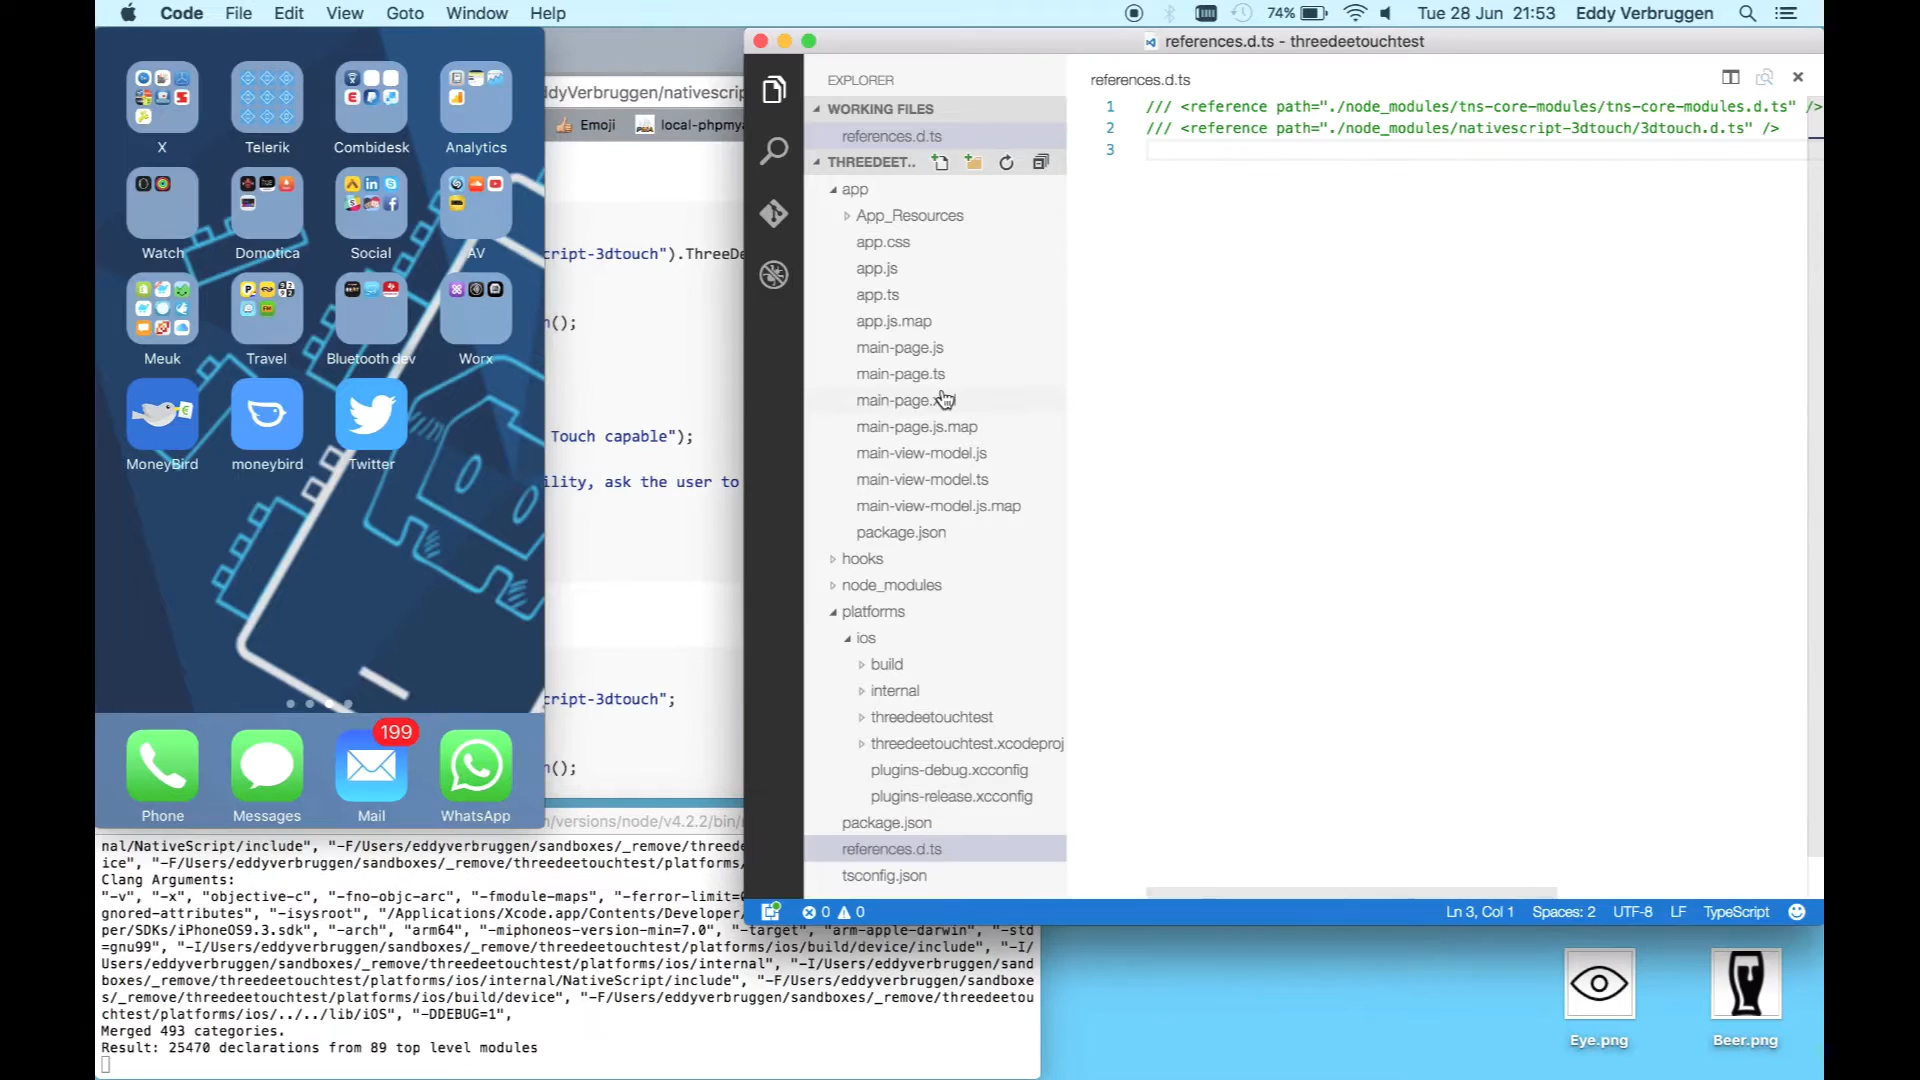 Code File Edit View Goto Window Help
74% Tue 28 Jun 21:53 Eddy Verbruggen
X Telerik Combidesk Analytics
Watch Domotica Social AV
Meuk Travel Bluetooth dev Worx
MoneyBird moneybird Twitter
199
Phone Messages Mail WhatsApp
ddyVerbruggen/nativescrip
Emoji local-phpmya
cript-3dtouch").ThreeDe
n();
Touch capable");
ility, ask the user to
cript-3dtouch";
n();
n/versions/node/v4.2.2/bin/n
nal/NativeScript/include", "-F/Users/eddyverbruggen/sandboxes/_remove/threedee
ice", "-F/Users/eddyverbruggen/sandboxes/_remove/threedeetouchtest/platforms/
Clang Arguments:
"-v", "-x", "objective-c", "-fno-objc-arc", "-fmodule-maps", "-ferror-limit=0
gnored-attributes", "-isysroot", "/Applications/Xcode.app/Contents/Developer/
per/SDKs/iPhoneOS9.3.sdk", "-arch", "arm64", "-miphoneos-version-min=7.0", "-target", "arm-apple-darwin", "-std
=gnu99", "-I/Users/eddyverbruggen/sandboxes/_remove/threedeetouchtest/platforms/ios/build/device/include", "-I/
Users/eddyverbruggen/sandboxes/_remove/threedeetouchtest/platforms/ios/internal", "-I/Users/eddyverbruggen/sand
boxes/_remove/threedeetouchtest/platforms/ios/internal/NativeScript/include", "-F/Users/eddyverbruggen/sandboxe
s/_remove/threedeetouchtest/platforms/ios/build/device", "-F/Users/eddyverbruggen/sandboxes/_remove/threedeetou
chtest/platforms/ios/../../lib/iOS", "-DDEBUG=1",
Merged 493 categories.
Result: 25470 declarations from 89 top level modules
references.d.ts - threedeetouchtest
EXPLORER
WORKING FILES
references.d.ts
THREEDEET..
app
App_Resources
app.css
app.js
app.ts
app.js.map
main-page.js
main-page.ts
main-page.
main-page.js.map
main-view-model.js
main-view-model.ts
main-view-model.js.map
package.json
hooks
node_modules
platforms
ios
build
internal
threedeetouchtest
threedeetouchtest.xcodeproj
plugins-debug.xcconfig
plugins-release.xcconfig
package.json
references.d.ts
tsconfig.json
references.d.ts
1 /// <reference path="./node_modules/tns-core-modules/tns-core-modules.d.ts" />
2 /// <reference path="./node_modules/nativescript-3dtouch/3dtouch.d.ts" />
3
0 0 Ln 3, Col 1 Spaces: 2 UTF-8 LF TypeScript
Eye.png Beer.png